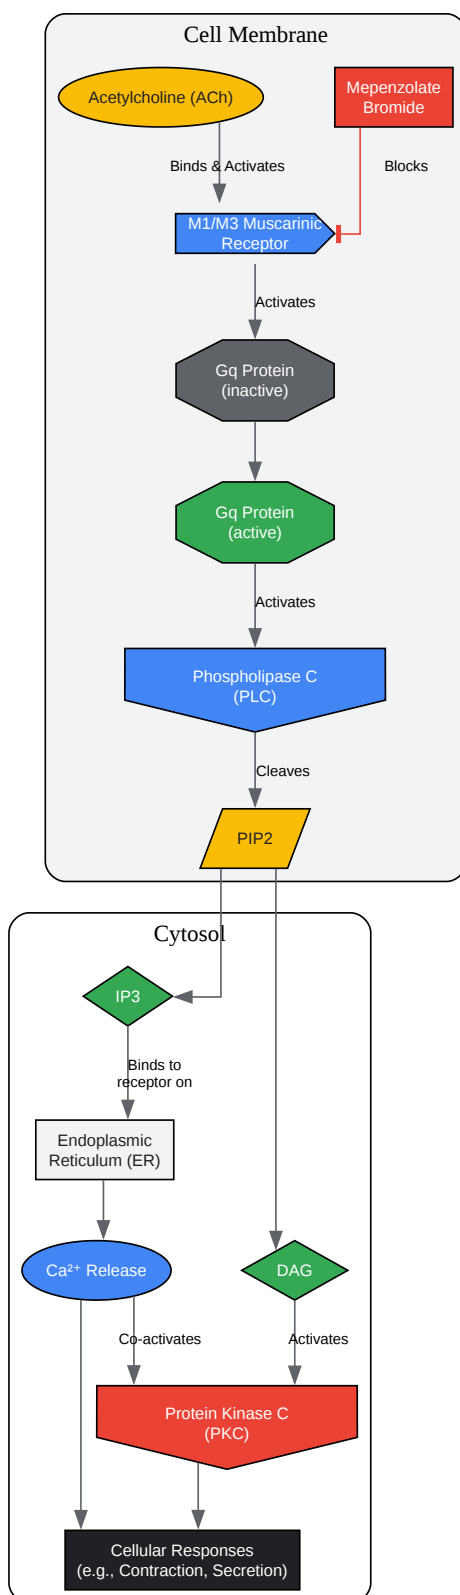 Cell Membrane
Acetylcholine (ACh)
Mepenzolate
Bromide
Binds & Activates
Blocks
M1/M3 Muscarinic
Receptor
Activates
Gq Protein
(inactive)
Gq Protein
(active)
Activates
Phospholipase C
(PLC)
Cleaves
PIP2
Cytosol
IP3
Binds to
receptor on
Endoplasmic
Reticulum (ER)
Ca²⁺ Release
DAG
Co-activates
Activates
Protein Kinase C
(PKC)
Cellular Responses
(e.g., Contraction, Secretion)